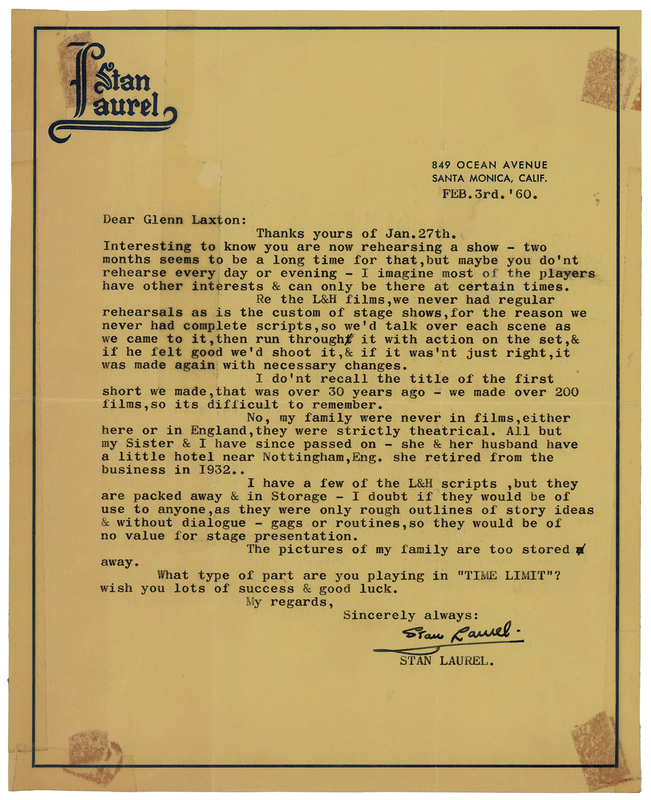 Stan
Laurel
849 OCEAN AVENUE
SANTA MONICA, CALIF.
FEB.3rd.'60.
Dear Glenn Laxton:
Thanks yours of Jan.27th.
Interesting to know you are now rehearsing a show - two
months seems to be a long time for that,but maybe you do'nt
rehearse every day or evening - I imagine most of the players
have other interests & can only be there at certain times.
Re the L&H films,we never had regular
rehearsals as is the custom of stage shows,for the reason we
never had complete scripts,so we'd talk over each scene as
we came to it,then run through it with action on the set,&
if he felt good we'd shoot it,& if it was'nt just right,it
was made again with necessary changes.
I do'nt recall the title of the first
short we made,that was over 30 years ago - we made over 200
films,so its difficult to remember.
No, my family were never in films,either
here or in England,they were strictly theatrical. All but
my Sister & I have since passed on - she & her husband have
a little hotel near Nottingham,Eng. she retired from the
business in I932..
I have a few of the L&H scripts ,but they
are packed away & in Storage - I doubt if they would be of
use to anyone,as they were only rough outlines of story ideas
& without dialogue - gags or routines,so they would be of
no value for stage presentation.
The pictures of my family are too stored
away.
What type of part are you playing in "TIME LIMIT"?
wish you lots of success & good luck.
My regards,
Sincerely always:
Stan Laurel.
STAN LAUREL.